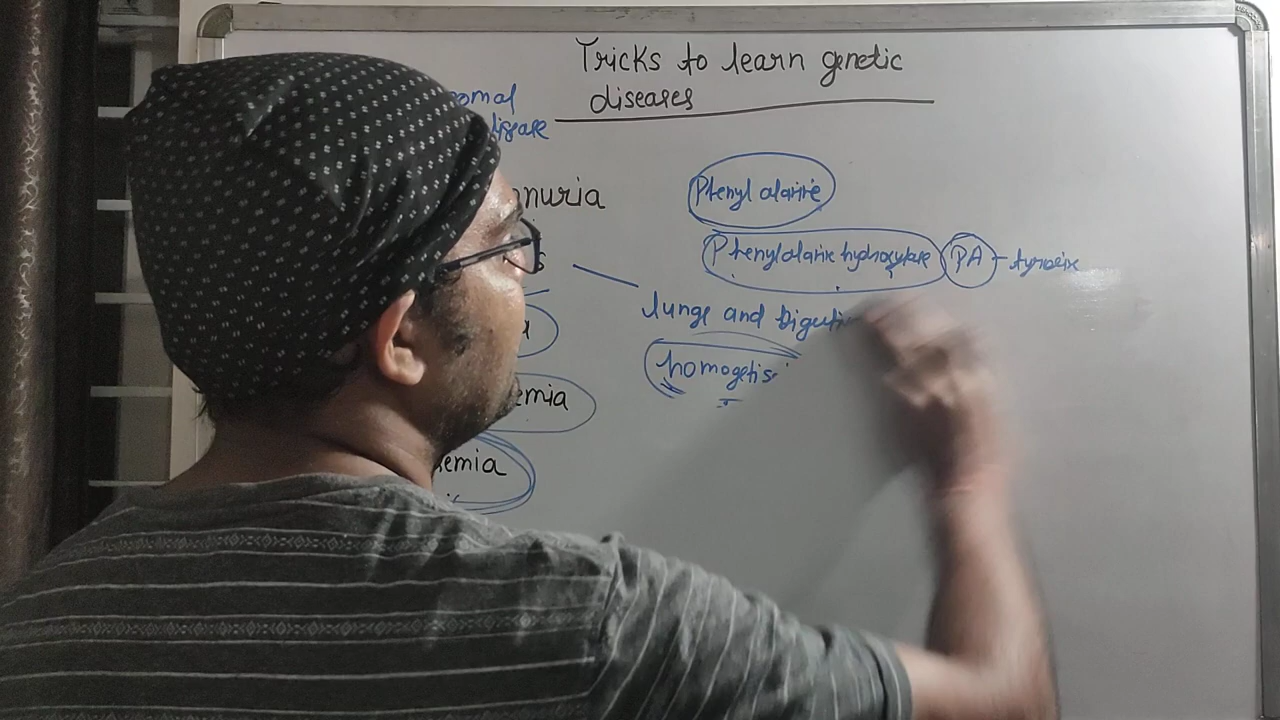 Tricks to learn genetic
diseases
omal
disease
nuria
Phenyl alanine
Phenylalanine hydroxylase PA - tyrosine
s
lungs and digesti
a
homogetis
emia
emia